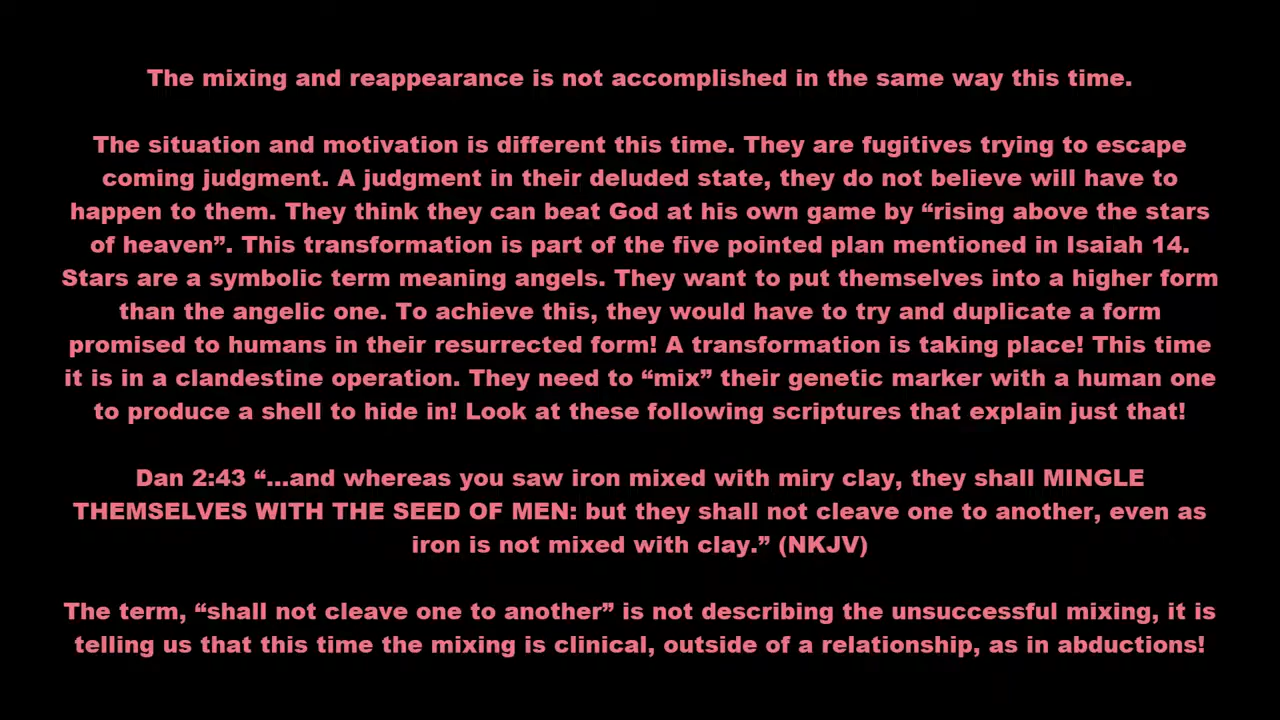 The mixing and reappearance is not accomplished in the same way this time.
The situation and motivation is different this time. They are fugitives trying to escape
coming judgment. A judgment in their deluded state, they do not believe will have to
happen to them. They think they can beat God at his own game by “rising above the stars
of heaven”. This transformation is part of the five pointed plan mentioned in Isaiah 14.
Stars are a symbolic term meaning angels. They want to put themselves into a higher form
than the angelic one. To achieve this, they would have to try and duplicate a form
promised to humans in their resurrected form! A transformation is taking place! This time
it is in a clandestine operation. They need to “mix” their genetic marker with a human one
to produce a shell to hide in! Look at these following scriptures that explain just that!
Dan 2:43 “...and whereas you saw iron mixed with miry clay, they shall MINGLE
THEMSELVES WITH THE SEED OF MEN: but they shall not cleave one to another, even as
iron is not mixed with clay.” (NKJV)
The term, “shall not cleave one to another” is not describing the unsuccessful mixing, it is
telling us that this time the mixing is clinical, outside of a relationship, as in abductions!